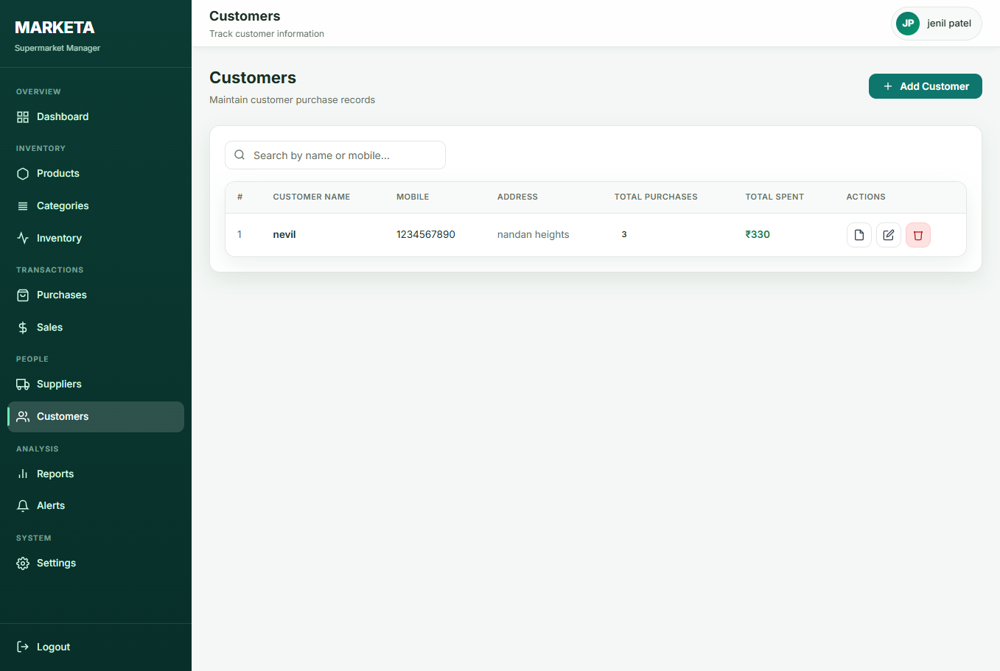 MARKETA
Supermarket Manager
OVERVIEW
Dashboard
INVENTORY
Products
Categories
Inventory
TRANSACTIONS
Purchases
Sales
PEOPLE
Suppliers
Customers
ANALYSIS
Reports
Alerts
SYSTEM
Settings
Logout
Customers
Track customer information
JP jenil patel
Customers
Maintain customer purchase records
+ Add Customer
Search by name or mobile...
# CUSTOMER NAME MOBILE ADDRESS TOTAL PURCHASES TOTAL SPENT ACTIONS
1 nevil 1234567890 nandan heights 3 ₹330